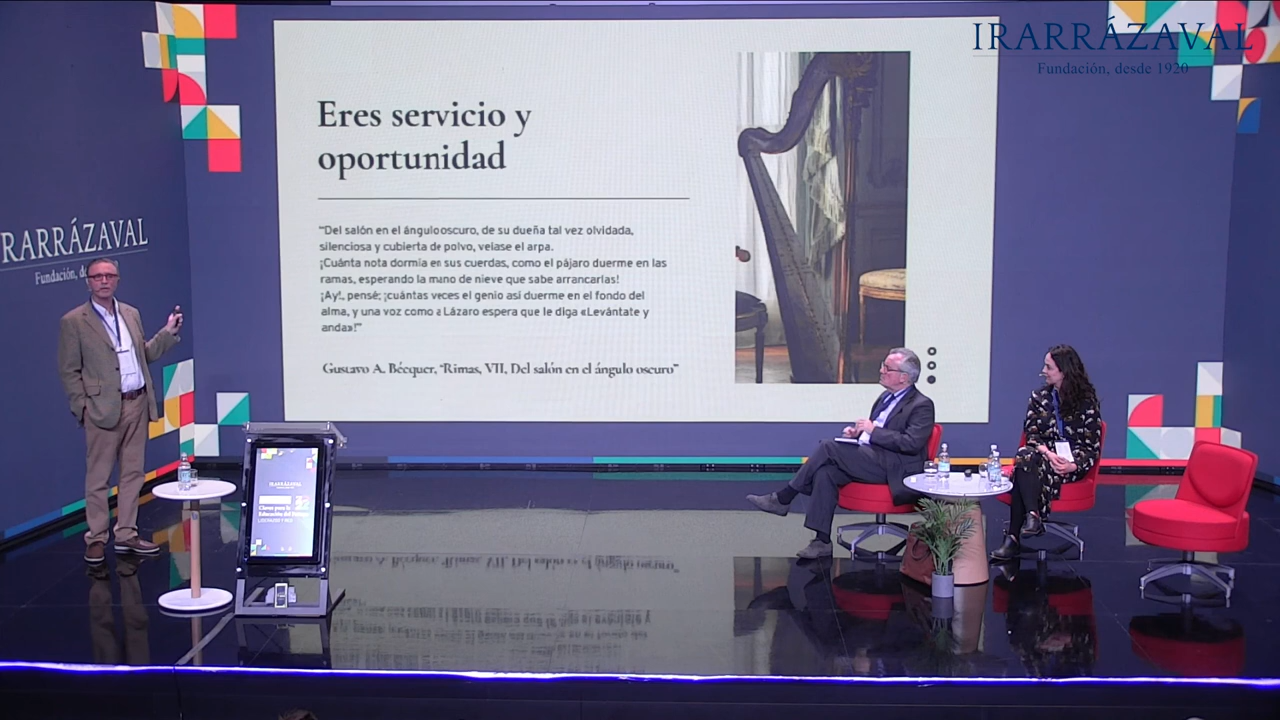 IRARRÁZAVAL
Fundación, desde 1920
Eres servicio y
oportunidad
“Del salón en el ángulo oscuro, de su dueña tal vez olvidada,
silenciosa y cubierta de polvo, veíase el arpa.
¡Cuánta nota dormía en sus cuerdas, como el pájaro duerme en las
ramas, esperando la mano de nieve que sabe arrancarlas!
¡Ay!, pensé; ¡cuántas veces el genio así duerme en el fondo del
alma, y una voz como a Lázaro espera que le diga «Levántate y
anda»!”
Gustavo A. Bécquer, “Rimas, VII, Del salón en el ángulo oscuro”
RARRÁZAVAL
Fundación, d
IRARRÁZAVAL